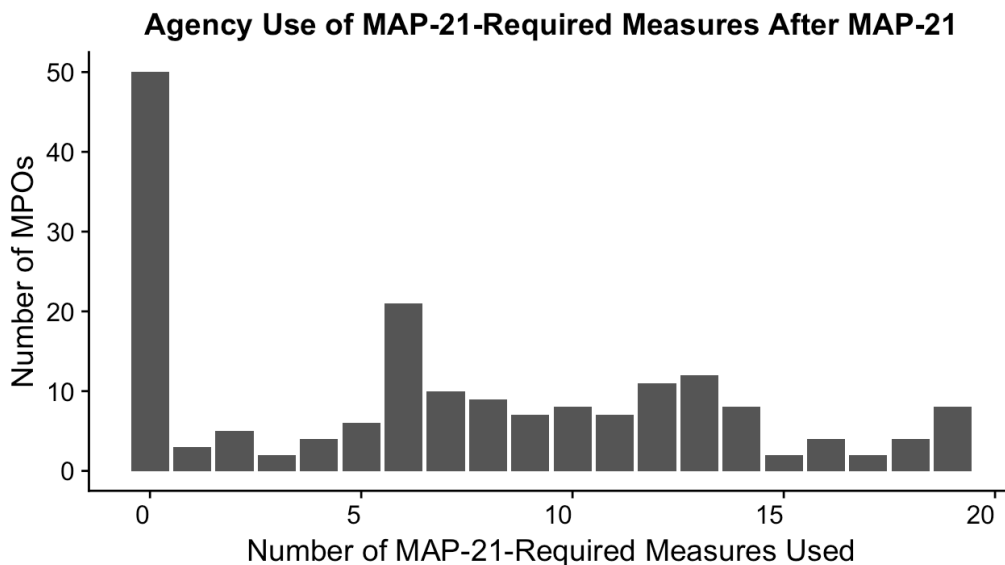 Agency Use of MAP-21-Required Measures After MAP-21
Number of MPOs
50
40
30
20
10
0
0 5 10 15 20
Number of MAP-21-Required Measures Used